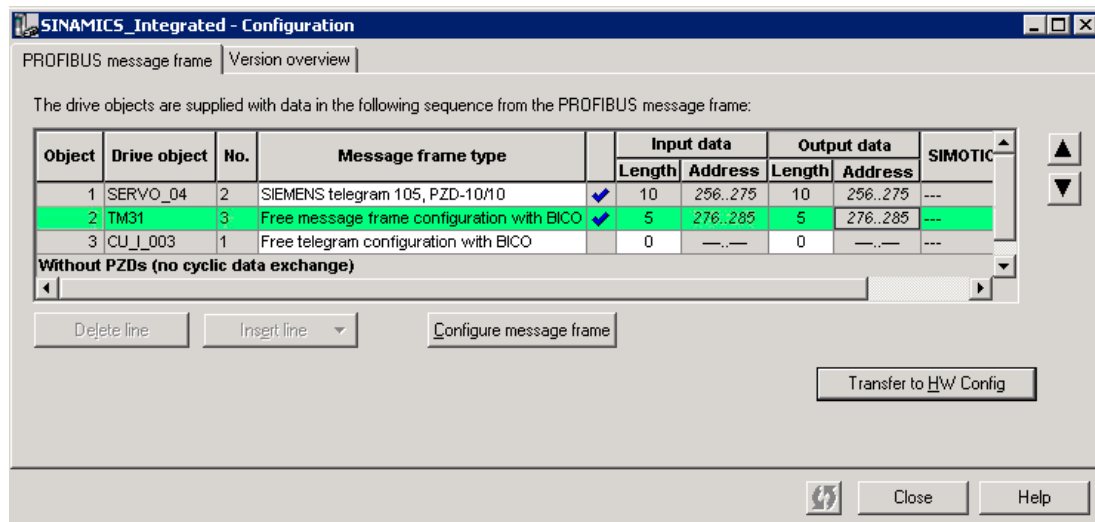 SINAMICS_Integrated - Configuration
PROFIBUS message frame Version overview
The drive objects are supplied with data in the following sequence from the PROFIBUS message frame:
Object Drive object No. Message frame type Input data Output data SIMOTIC
Length Address Length Address
1 SERVO_04 2 SIEMENS telegram 105, PZD-10/10 10 256..275 10 256..275 ---
2 TM31 3 Free message frame configuration with BICO 5 276..285 5 276..285 ---
3 CU_I_003 1 Free telegram configuration with BICO 0 ---..--- 0 ---..--- ---
Without PZDs (no cyclic data exchange)
Delete line Insert line Configure message frame
Transfer to HW Config
Close Help